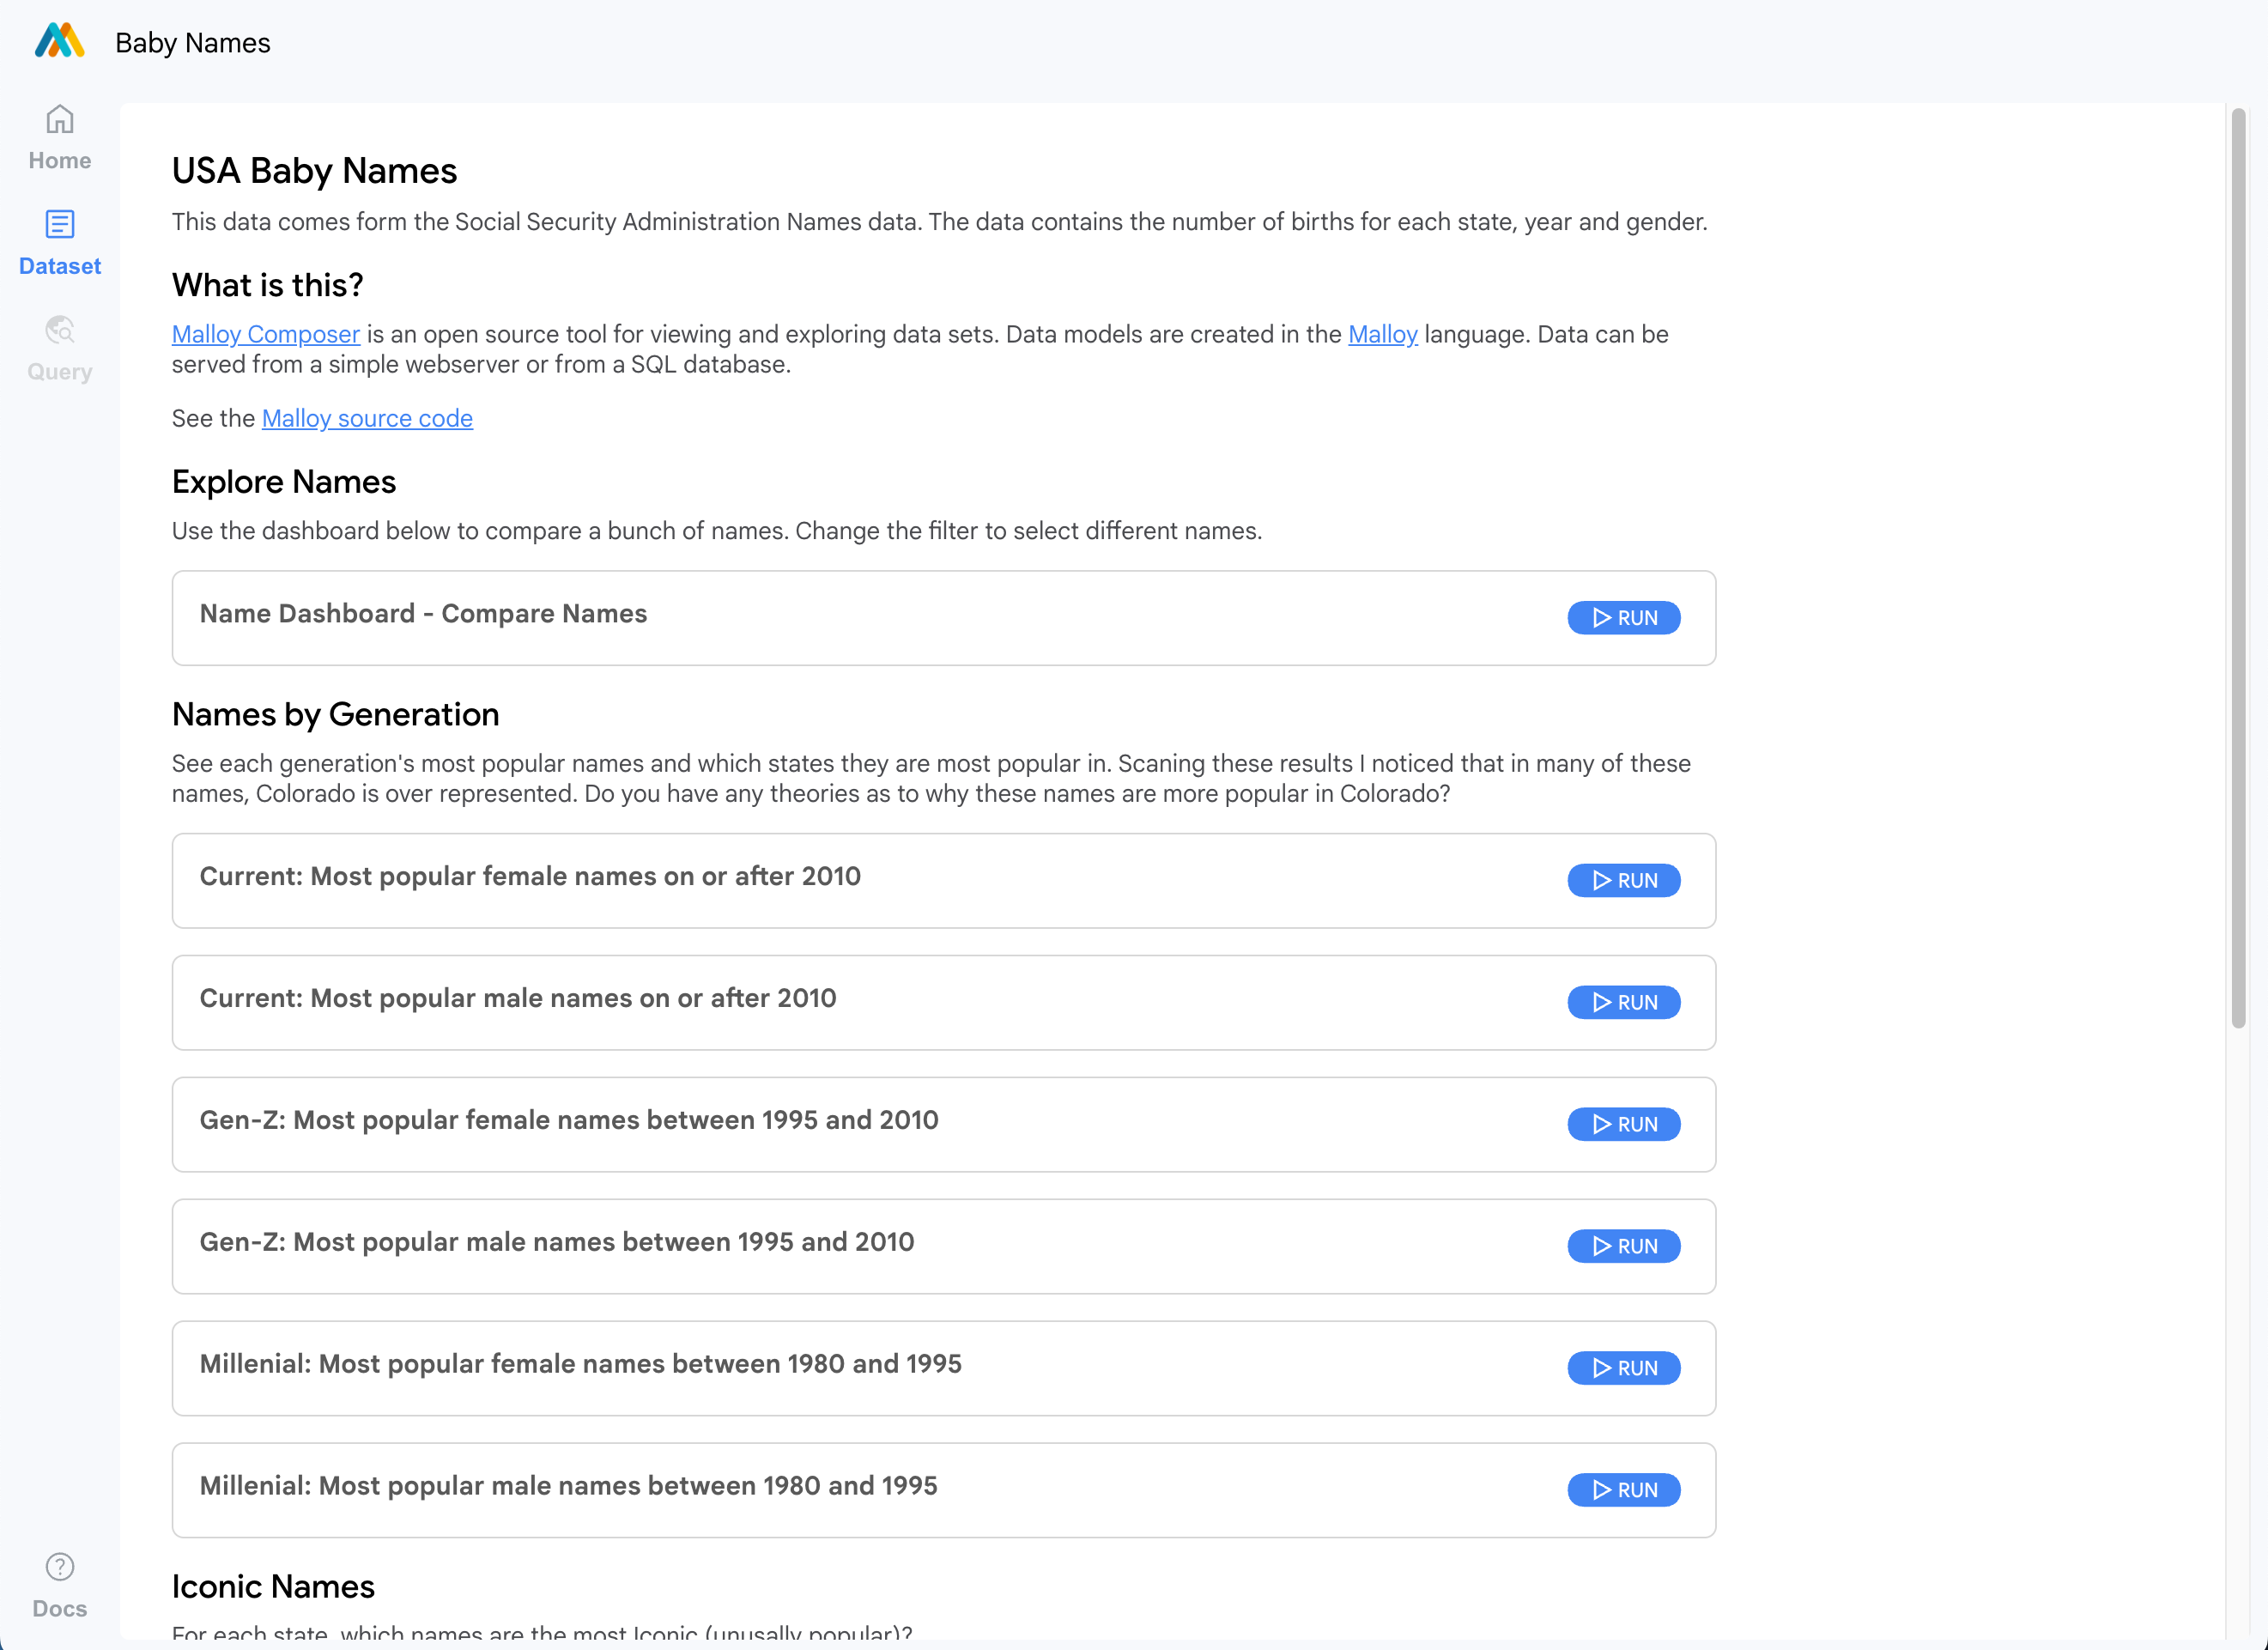 Baby Names
Home
Dataset
Query
USA Baby Names
This data comes form the Social Security Administration Names data. The data contains the number of births for each state, year and gender.
What is this?
Malloy Composer is an open source tool for viewing and exploring data sets. Data models are created in the Malloy language. Data can be
served from a simple webserver or from a SQL database.
See the Malloy source code
Explore Names
Use the dashboard below to compare a bunch of names. Change the filter to select different names.
Name Dashboard - Compare Names
RUN
Names by Generation
See each generation's most popular names and which states they are most popular in. Scaning these results I noticed that in many of these
names, Colorado is over represented. Do you have any theories as to why these names are more popular in Colorado?
Current: Most popular female names on or after 2010
RUN
Current: Most popular male names on or after 2010
RUN
Gen-Z: Most popular female names between 1995 and 2010
RUN
Gen-Z: Most popular male names between 1995 and 2010
RUN
Millenial: Most popular female names between 1980 and 1995
RUN
Millenial: Most popular male names between 1980 and 1995
RUN
Iconic Names
For each state, which names are the most Iconic (unusally popular)?
Docs